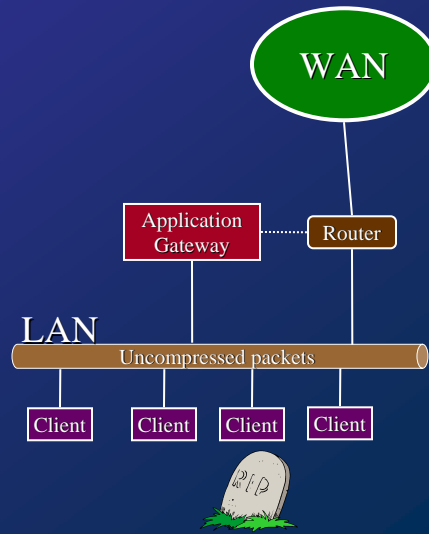 WAN
Application
Gateway
Router
LAN
Uncompressed packets
Client
Client
Client
Client
RIP